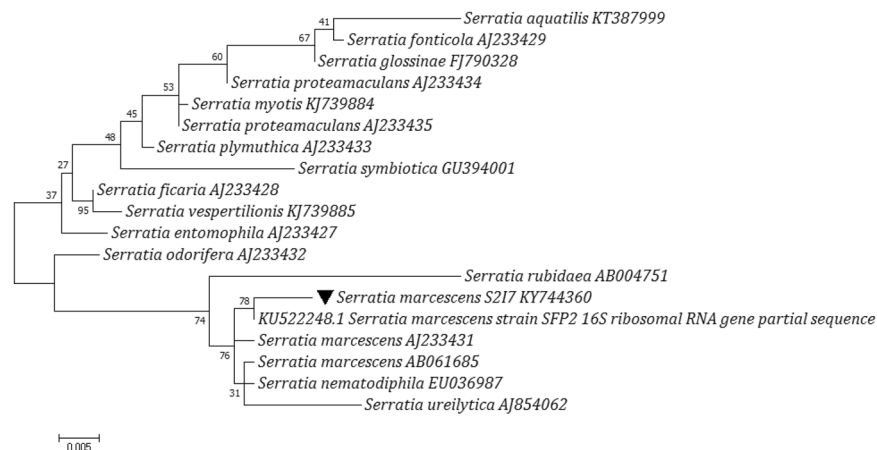 41
Serratia aquatilis KT387999
67
Serratia fonticola AJ233429
Serratia glossinae FJ790328
60
Serratia proteamaculans AJ233434
53
Serratia myotis KJ739884
45
Serratia proteamaculans AJ233435
48
Serratia plymuthica AJ233433
27
Serratia symbiotica GU394001
37
Serratia ficaria AJ233428
95
Serratia vespertilionis KJ739885
Serratia entomophila AJ233427
Serratia odorifera AJ233432
Serratia rubidaea AB004751
78
Serratia marcescens S2I7 KY744360
74
KU522248.1 Serratia marcescens strain SFP2 16S ribosomal RNA gene partial sequence
Serratia marcescens AJ233431
76
Serratia marcescens AB061685
Serratia nematodiphila EU036987
31
Serratia ureilytica AJ854062
0.005